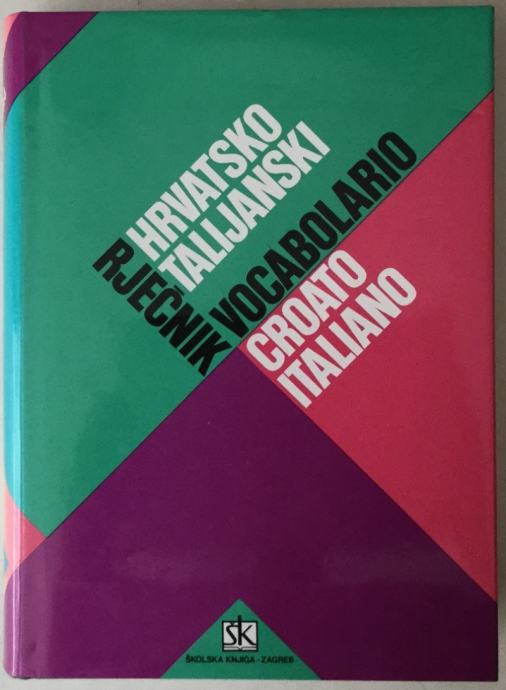 HRVATSKO
TALIJANSKI
RJEČNIK
VOCABOLARIO
CROATO
ITALIANO
ŠK
ŠKOLSKA KNJIGA - ZAGREB